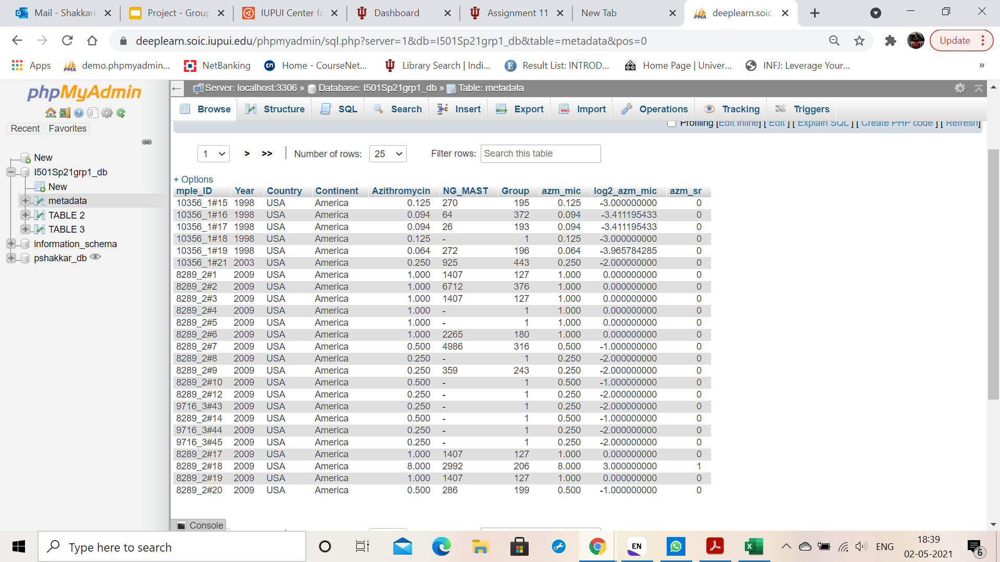 Mail - Shakkari, Project - Group IUPUI Center fo Dashboard Assignment 11 New Tab deeplearn.soic.
deeplearn.soic.iupui.edu/phpmyadmin/sql.php?server=1&db=I501Sp21grp1_db&table=metadata&pos=0 Update
Apps demo.phpmyadmin... NetBanking Home - CourseNet... Library Search | Indi... Result List: INTROD... Home Page | Univer... INFJ: Leverage Your... »
phpMyAdmin
Recent Favorites
New
I501Sp21grp1_db
New
metadata
TABLE 2
TABLE 3
information_schema
pshakkar_db
Server: localhost:3306 » Database: I501Sp21grp1_db » Table: metadata
Browse Structure SQL Search Insert Export Import Operations Tracking Triggers
Profiling [Edit inline] [ Edit ] [ Explain SQL ] [ Create PHP code ] [ Refresh]
1 > >> Number of rows: 25 Filter rows: Search this table
+ Options
mple_ID Year Country Continent Azithromycin NG_MAST Group azm_mic log2_azm_mic azm_sr
10356_1#15 1998 USA America 0.125 270 195 0.125 -3.000000000 0
10356_1#16 1998 USA America 0.094 64 372 0.094 -3.411195433 0
10356_1#17 1998 USA America 0.094 26 193 0.094 -3.411195433 0
10356_1#18 1998 USA America 0.125 - 1 0.125 -3.000000000 0
10356_1#19 1998 USA America 0.064 272 196 0.064 -3.965784285 0
10356_1#21 2003 USA America 0.250 925 443 0.250 -2.000000000 0
8289_2#1 2009 USA America 1.000 1407 127 1.000 0.000000000 0
8289_2#2 2009 USA America 1.000 6712 376 1.000 0.000000000 0
8289_2#3 2009 USA America 1.000 1407 127 1.000 0.000000000 0
8289_2#4 2009 USA America 1.000 - 1 1.000 0.000000000 0
8289_2#5 2009 USA America 1.000 - 1 1.000 0.000000000 0
8289_2#6 2009 USA America 1.000 2265 180 1.000 0.000000000 0
8289_2#7 2009 USA America 0.500 4986 316 0.500 -1.000000000 0
8289_2#8 2009 USA America 0.250 - 1 0.250 -2.000000000 0
8289_2#9 2009 USA America 0.250 359 243 0.250 -2.000000000 0
8289_2#10 2009 USA America 0.500 - 1 0.500 -1.000000000 0
8289_2#12 2009 USA America 0.250 - 1 0.250 -2.000000000 0
9716_3#43 2009 USA America 0.250 - 1 0.250 -2.000000000 0
8289_2#14 2009 USA America 0.500 - 1 0.500 -1.000000000 0
9716_3#44 2009 USA America 0.250 - 1 0.250 -2.000000000 0
9716_3#45 2009 USA America 0.250 - 1 0.250 -2.000000000 0
8289_2#17 2009 USA America 1.000 1407 127 1.000 0.000000000 0
8289_2#18 2009 USA America 8.000 2992 206 8.000 3.000000000 1
8289_2#19 2009 USA America 1.000 1407 127 1.000 0.000000000 0
8289_2#20 2009 USA America 0.500 286 199 0.500 -1.000000000 0
Console
Type here to search EN ENG 18:39
02-05-2021 6